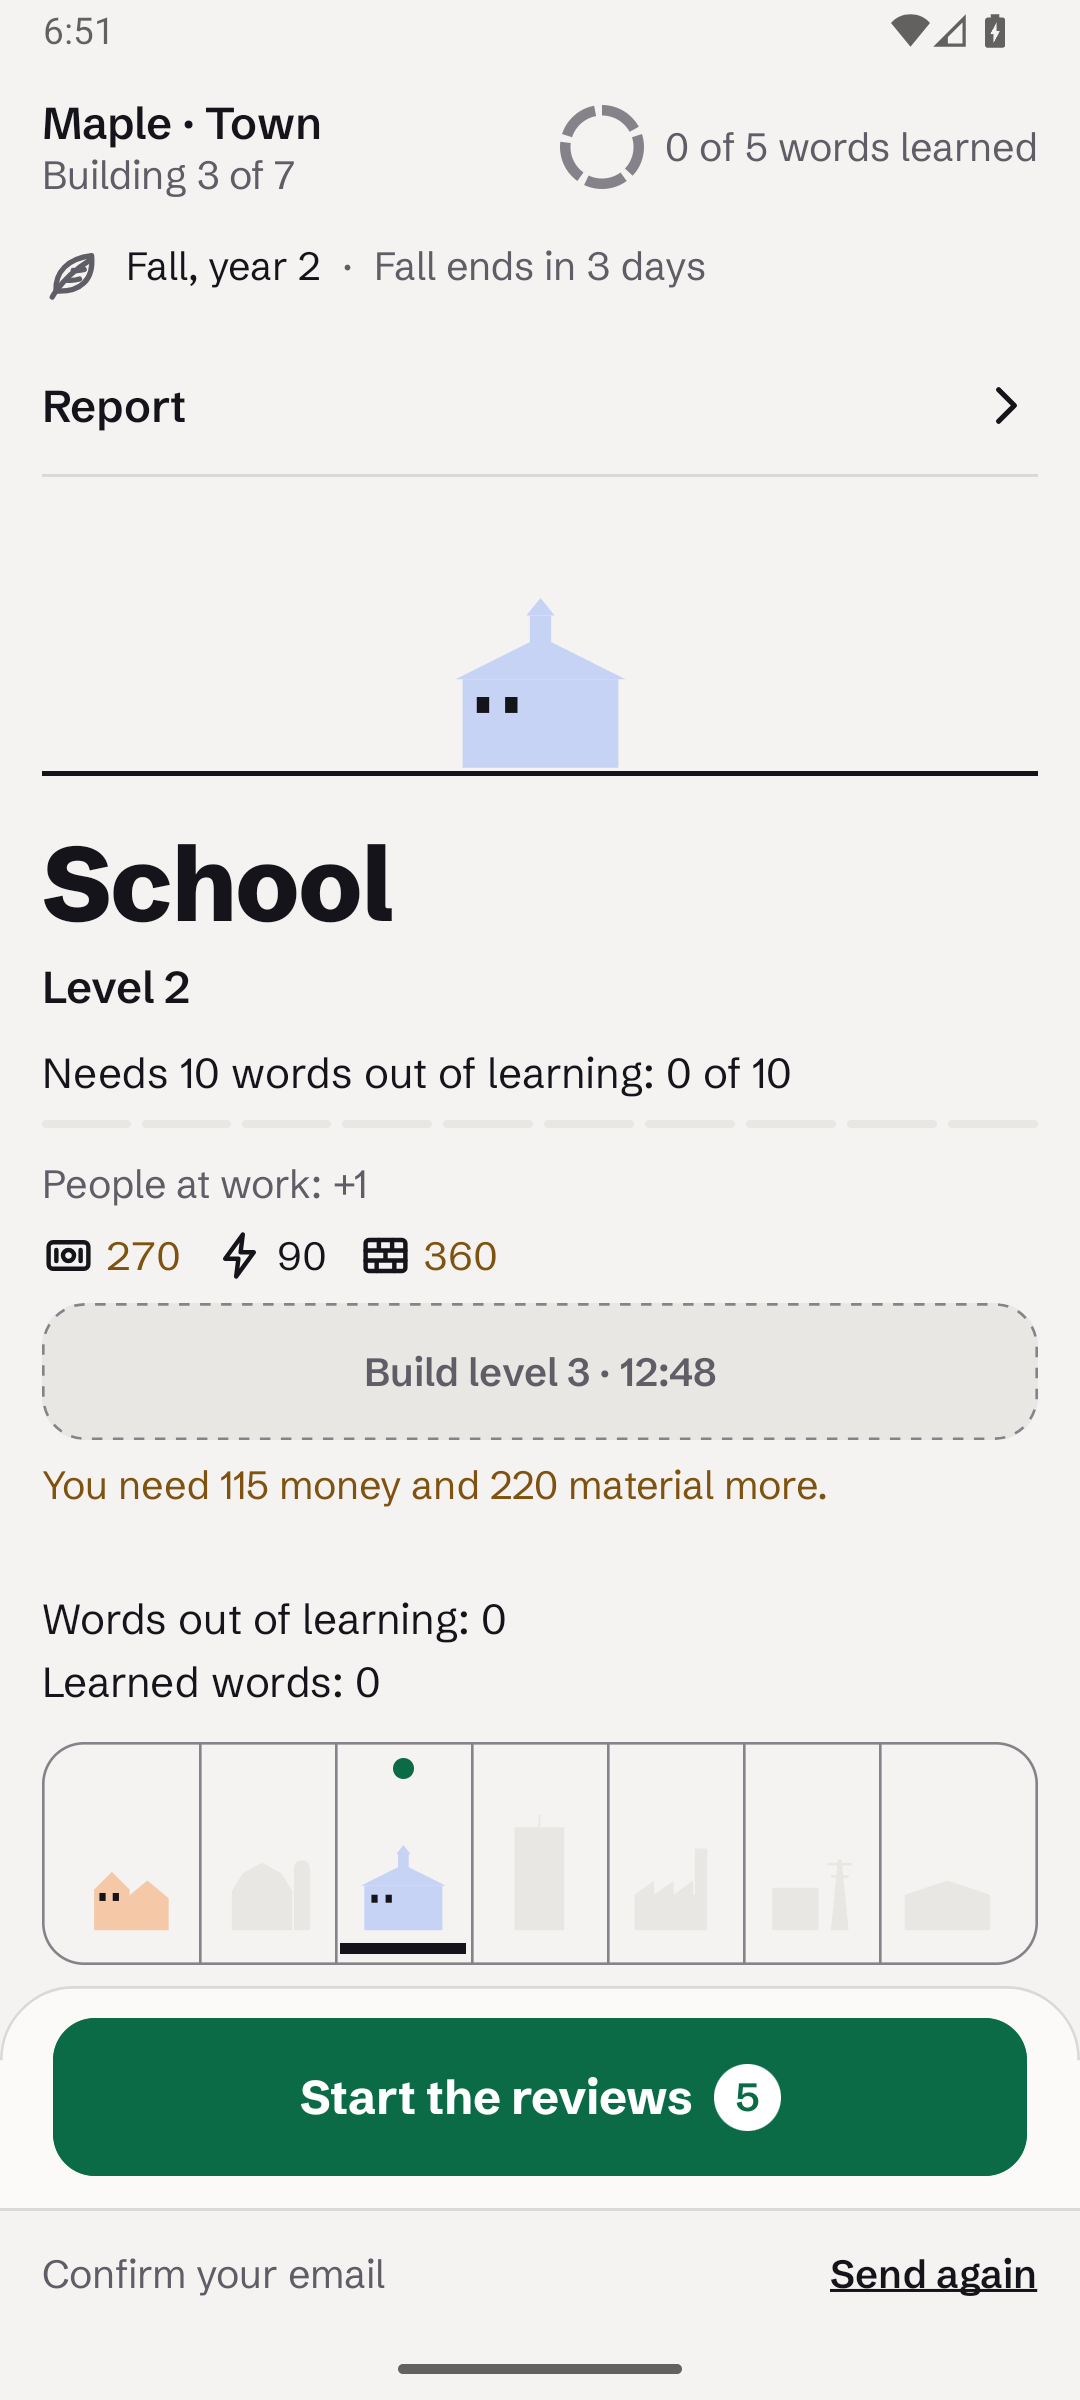 6:51
Maple · Town
Building 3 of 7
0 of 5 words learned
Fall, year 2 · Fall ends in 3 days
Report
School
Level 2
Needs 10 words out of learning: 0 of 10
People at work: +1
270 90 360
Build level 3 · 12:48
You need 115 money and 220 material more.
Words out of learning: 0
Learned words: 0
Start the reviews 5
Confirm your email
Send again